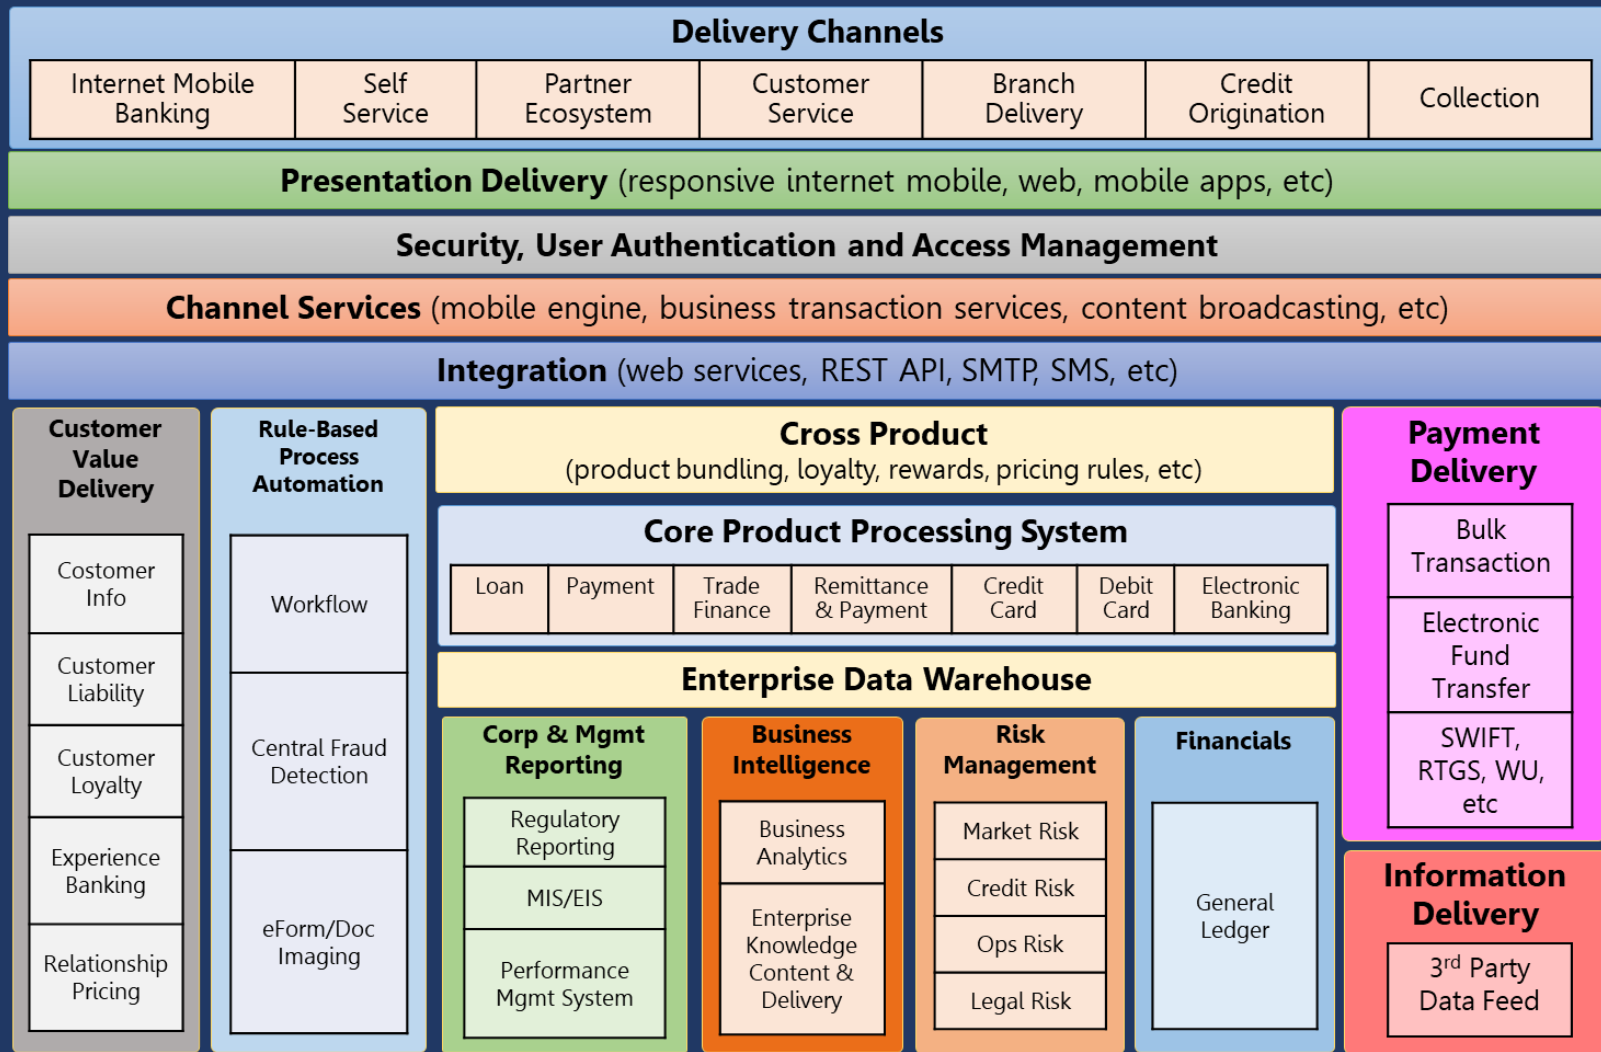 Delivery Channels
Internet Mobile
Banking
Self
Service
Partner
Ecosystem
Customer
Service
Branch
Delivery
Credit
Origination
Collection
Presentation Delivery (responsive internet mobile, web, mobile apps, etc)
Security, User Authentication and Access Management
Channel Services (mobile engine, business transaction services, content broadcasting, etc)
Integration (web services, REST API, SMTP, SMS, etc)
Customer
Value
Delivery
Costomer
Info
Customer
Liability
Customer
Loyalty
Experience
Banking
Relationship
Pricing
Rule-Based
Process
Automation
Workflow
Central Fraud
Detection
eForm/Doc
Imaging
Cross Product
(product bundling, loyalty, rewards, pricing rules, etc)
Core Product Processing System
Loan
Payment
Trade
Finance
Remittance
& Payment
Credit
Card
Debit
Card
Electronic
Banking
Enterprise Data Warehouse
Corp & Mgmt
Reporting
Regulatory
Reporting
MIS/EIS
Performance
Mgmt System
Business
Intelligence
Business
Analytics
Enterprise
Knowledge
Content &
Delivery
Risk
Management
Market Risk
Credit Risk
Ops Risk
Legal Risk
Financials
General
Ledger
Payment
Delivery
Bulk
Transaction
Electronic
Fund
Transfer
SWIFT,
RTGS, WU,
etc
Information
Delivery
3rd Party
Data Feed